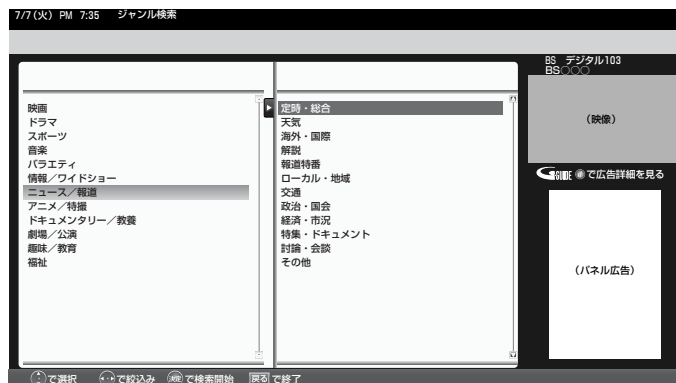 7/7(火) PM 7:35 ジャンル検索
映画
ドラマ
スポーツ
音楽
バラエティ
情報／ワイドショー
ニュース／報道
アニメ／特撮
ドキュメンタリー／教養
劇場／公演
趣味／教育
福祉
定時・総合
天気
海外・国際
解説
報道特番
ローカル・地域
交通
政治・国会
経済・市況
特集・ドキュメント
討論・会談
その他
BS デジタル103
BS○○○
(映像)
G GUIDE で広告詳細を見る
(パネル広告)
で選択 で絞込み 決定 で検索開始 戻る で終了